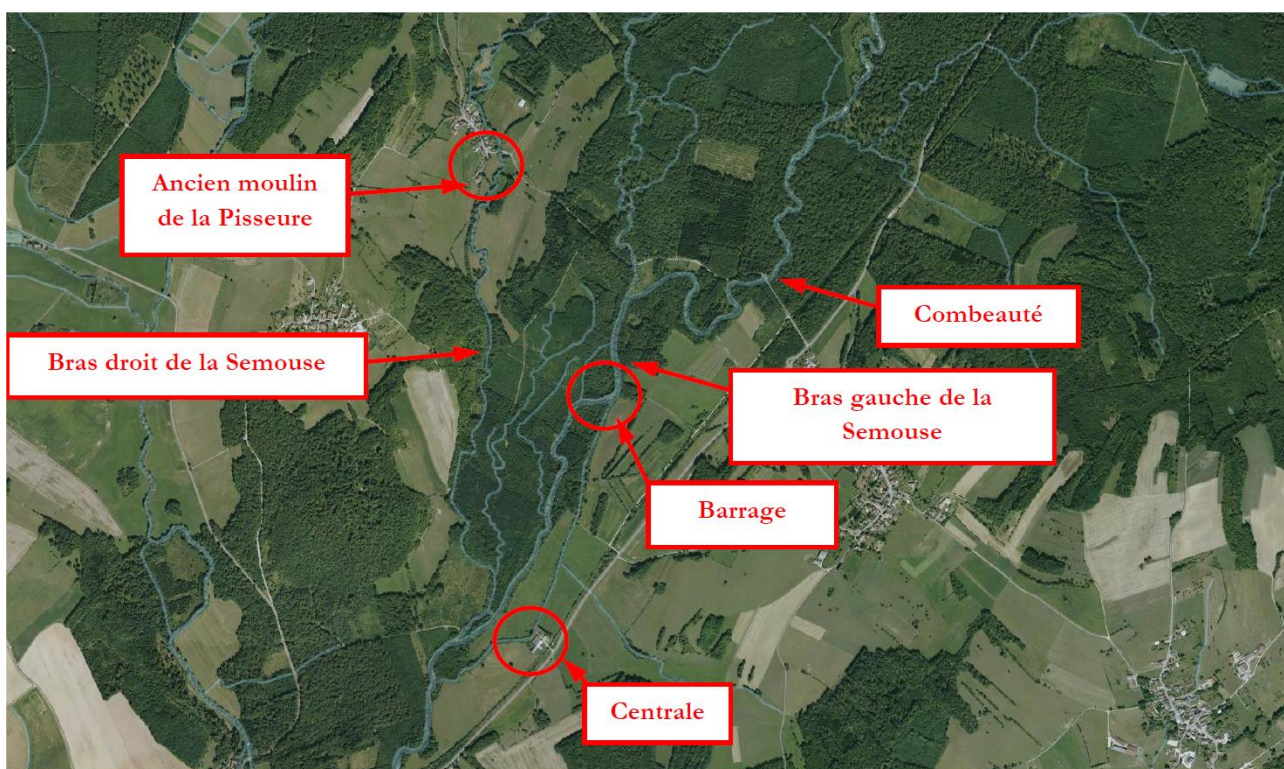 Ancien moulin
de la Pisseure
Combeauté
Bras droit de la Semouse
Bras gauche de la
Semouse
Barrage
Centrale